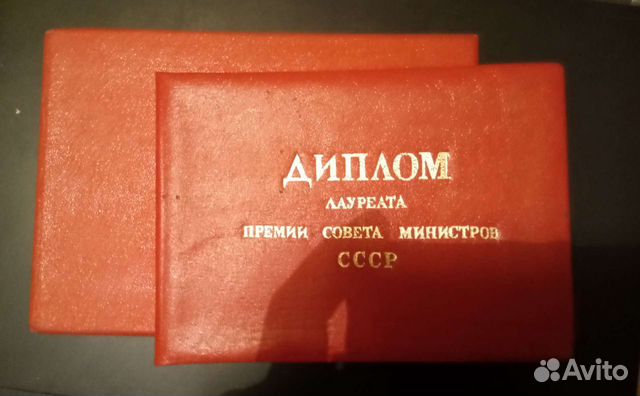 ДИПЛОМ
ЛАУРЕАТА
ПРЕМИИ СОВЕТА МИНИСТРОВ
СССР
Avito